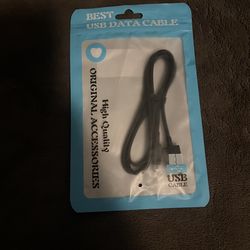 BEST
USB DATA CABLE
High Quality
ORIGINAL ACCESSORIES
USB
CABLE